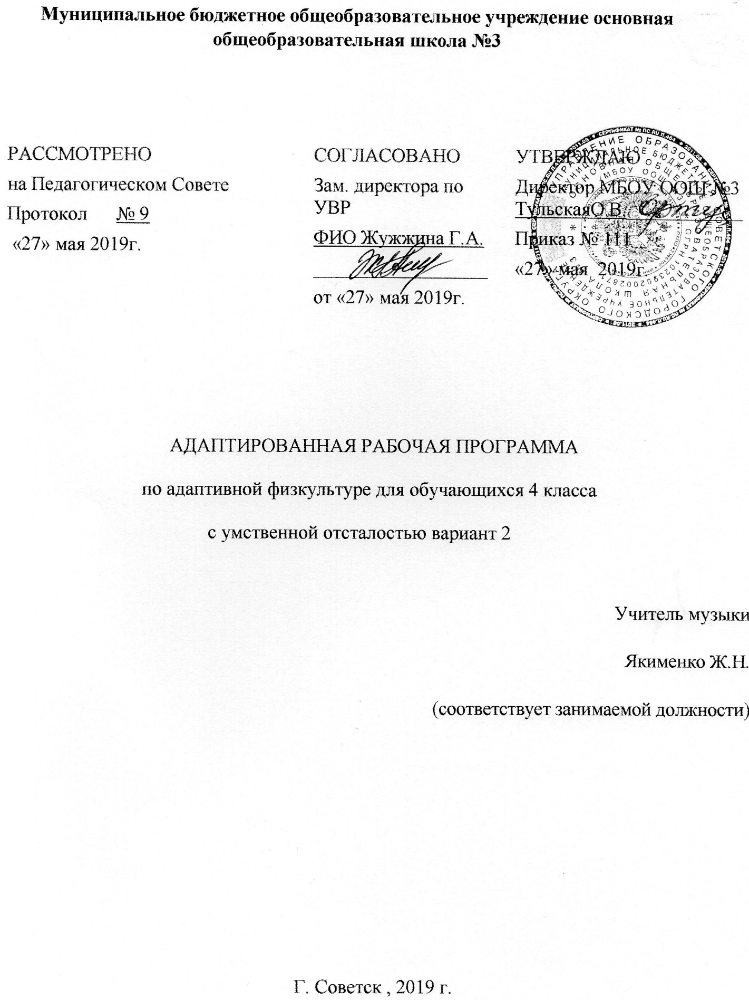 Муниципальное бюджетное общеобразовательное учреждение основная
общеобразовательная школа №3
РАССМОТРЕНО
на Педагогическом Совете
Протокол № 9
«27» мая 2019г.
СОГЛАСОВАНО
Зам. директора по
УВР
ФИО Жужжина Г.А.
от «27» мая 2019г.
УТВЕРЖДАЮ
Директор МБОУ ООШ №3
ТульскаяО.В.
Приказ № 111
«27» мая 2019г.
АДАПТИРОВАННАЯ РАБОЧАЯ ПРОГРАММА
по адаптивной физкультуре для обучающихся 4 класса
с умственной отсталостью вариант 2
Учитель музыки
Якименко Ж.Н.
(соответствует занимаемой должности)
Г. Советск , 2019 г.